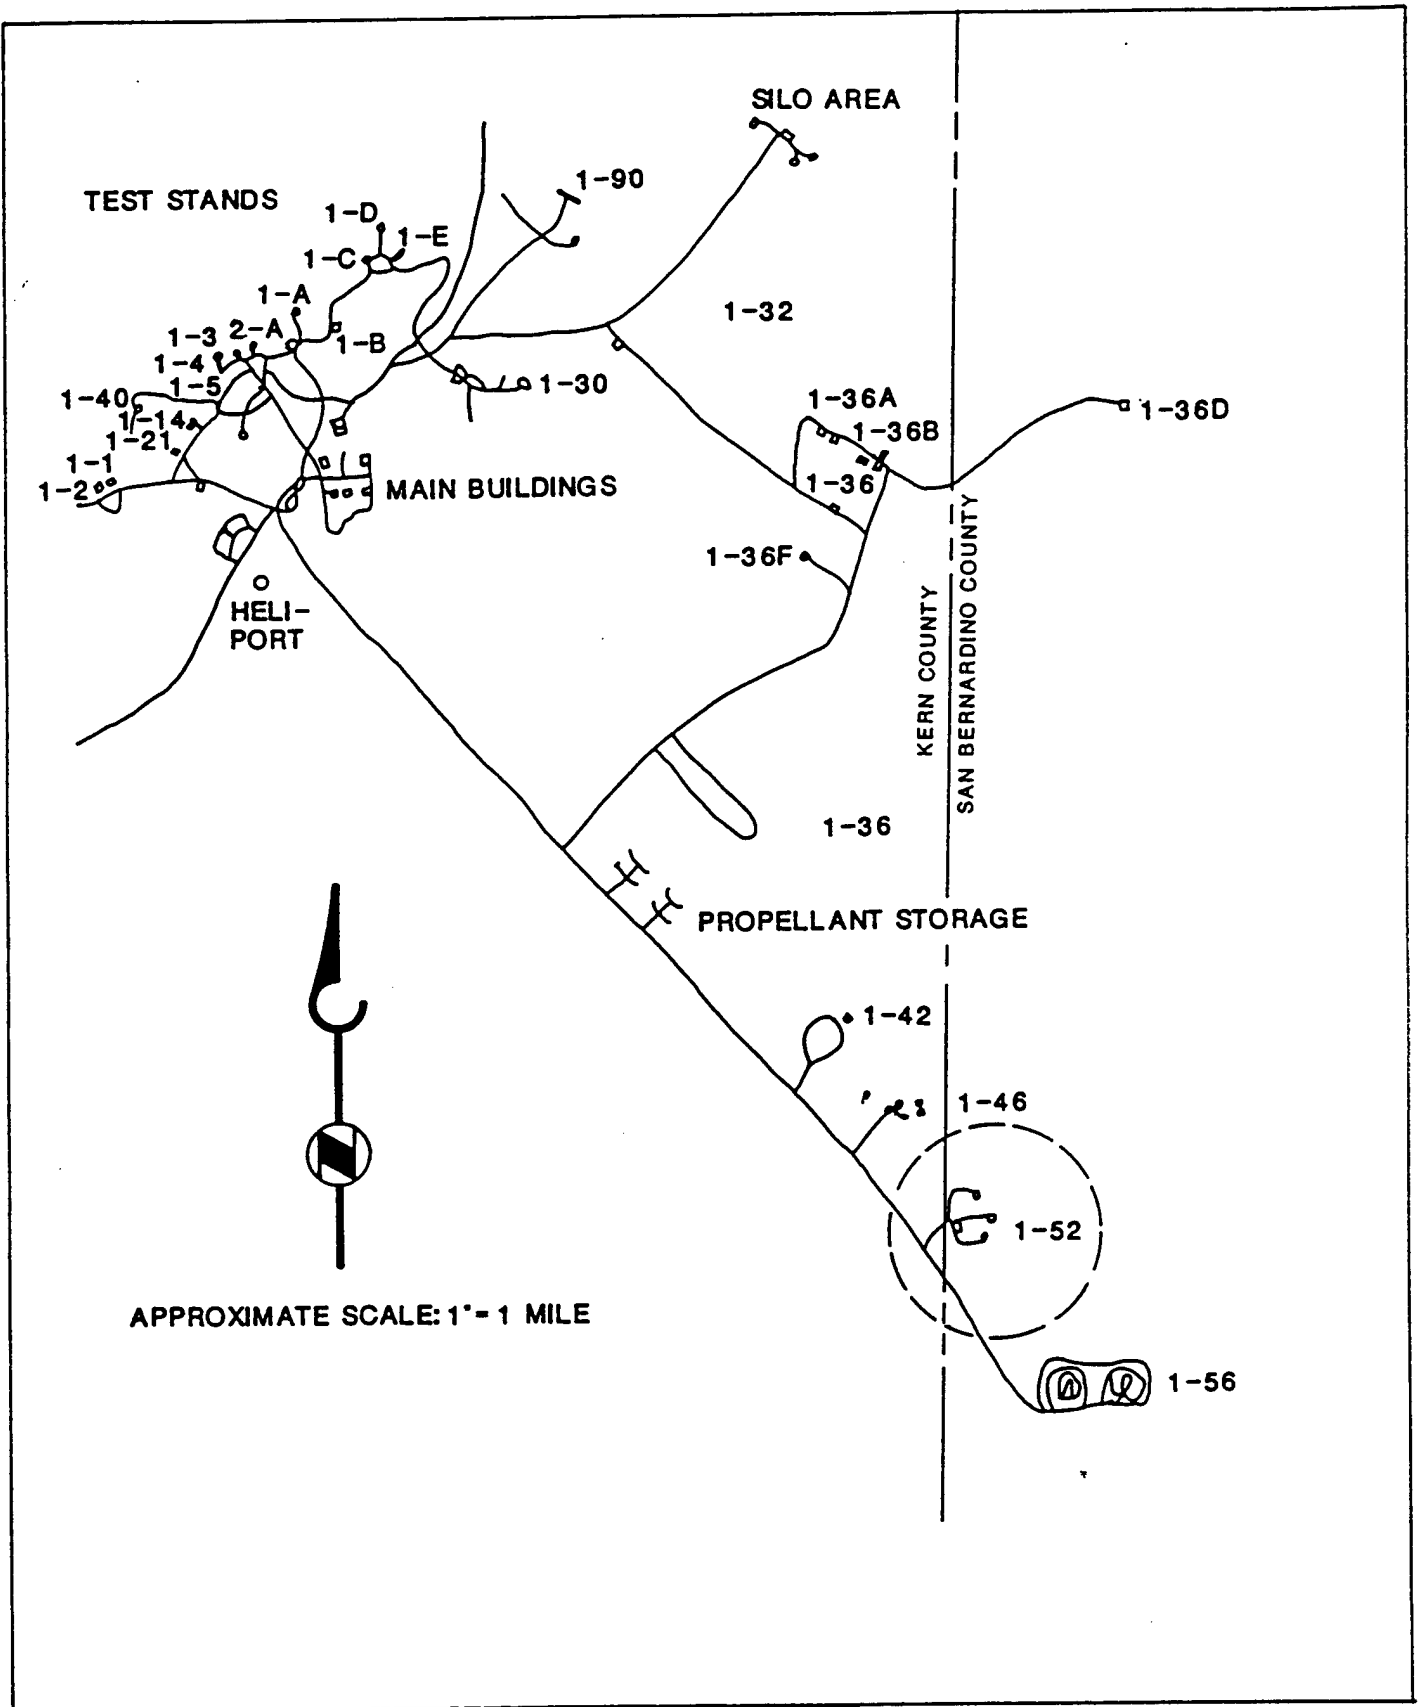 SILO AREA
TEST STANDS
1-90
1-D
1-E
1-C
1-A
1-32
1-3
2-A
1-B
1-4
1-5
1-30
1-40
1-36A
1-36D
1-14
1-36B
1-21
1-1
1-2
MAIN BUILDINGS
1-36
1-36F
HELI-
PORT
KERN COUNTY
SAN BERNARDINO COUNTY
1-36
PROPELLANT STORAGE
1-42
1-46
N
1-52
APPROXIMATE SCALE: 1"= 1 MILE
1-56